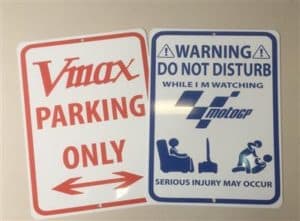 Vmax
PARKING
ONLY
WARNING
DO NOT DISTURB
WHILE I M WATCHING
motogp
SERIOUS INJURY MAY OCCUR